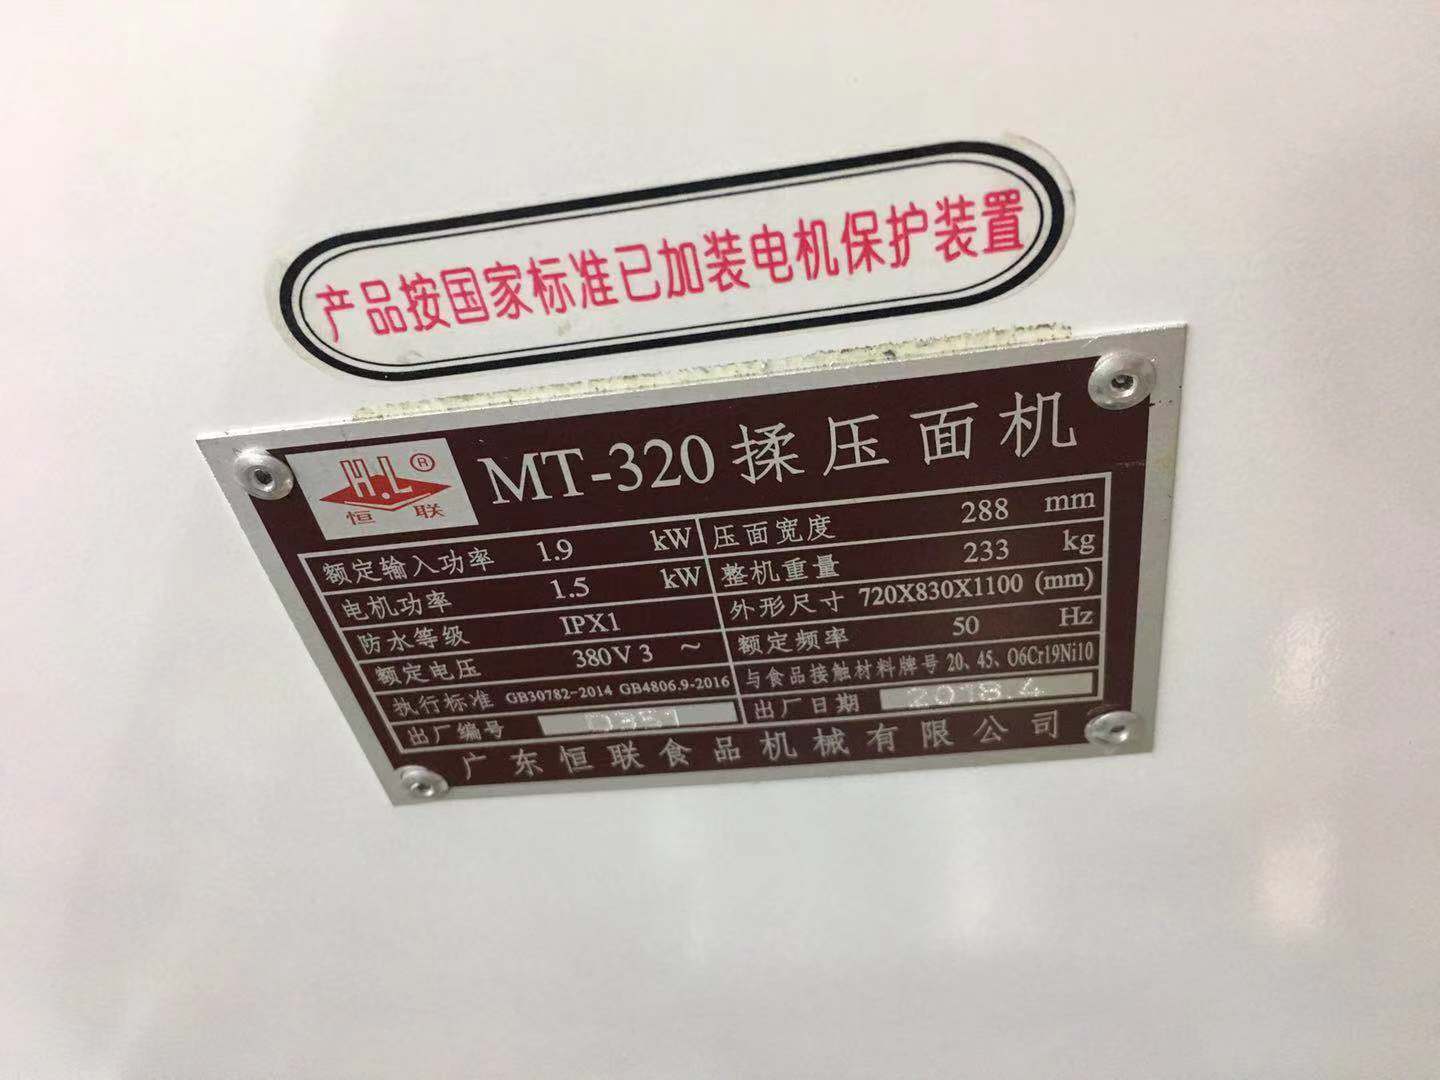 产品按国家标准已加装电机保护装置
H.L ®
恒 联
MT-320 揉压面机
额定输入功率 1.9 kW 压面宽度 288 mm
电机功率 1.5 kW 整机重量 233 kg
防水等级 IPX1 外形尺寸 720X830X1100 (mm)
额定电压 380V 3 ~ 额定频率 50 Hz
执行标准 GB30782-2014 GB4806.9-2016 与食品接触材料牌号 20、45、06Cr19Ni10
出厂编号 出厂日期 2018.4
广东恒联食品机械有限公司